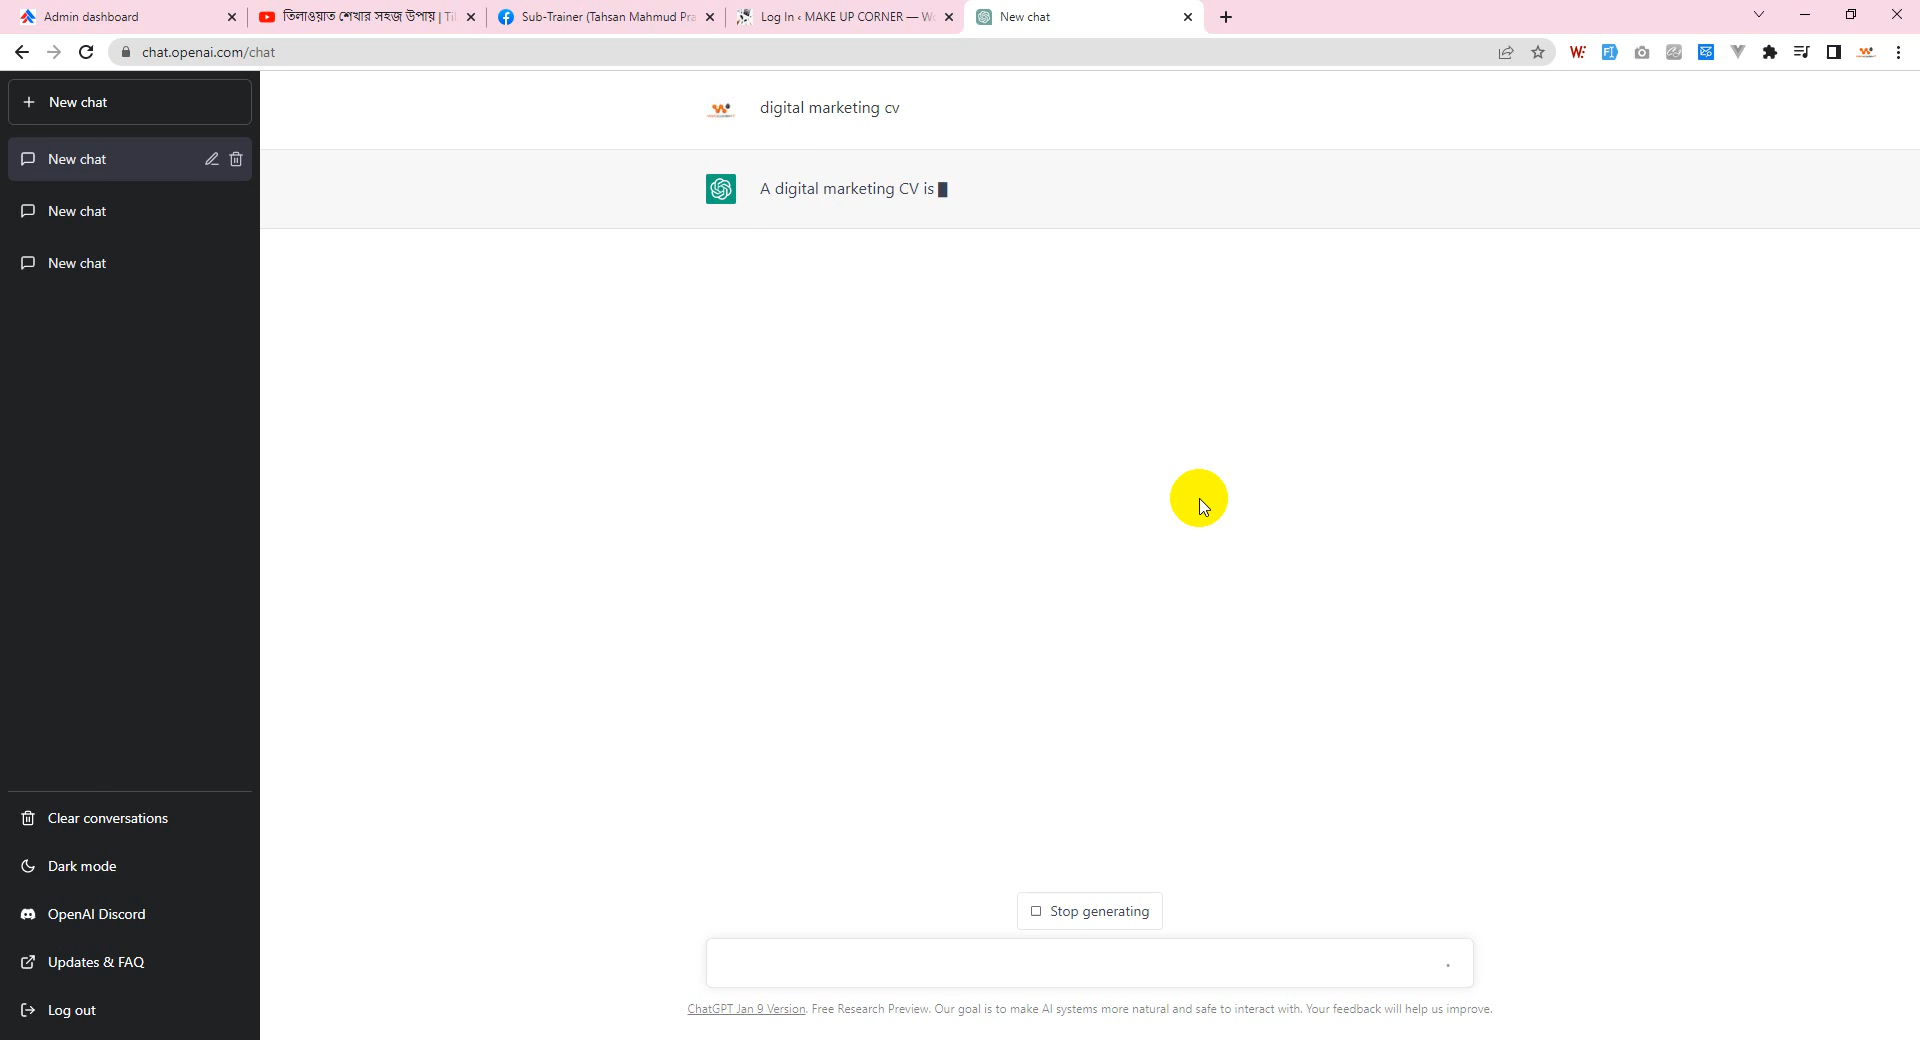 Admin dashboard
তিলাওয়াত শেখার সহজ উপায় | Til
Sub-Trainer (Tahsan Mahmud Pra
Log In ‹ MAKE UP CORNER — Wo
New chat
chat.openai.com/chat
New chat
New chat
New chat
New chat
digital marketing cv
A digital marketing CV is
Clear conversations
Dark mode
OpenAI Discord
Updates & FAQ
Log out
Stop generating
ChatGPT Jan 9 Version. Free Research Preview. Our goal is to make AI systems more natural and safe to interact with. Your feedback will help us improve.